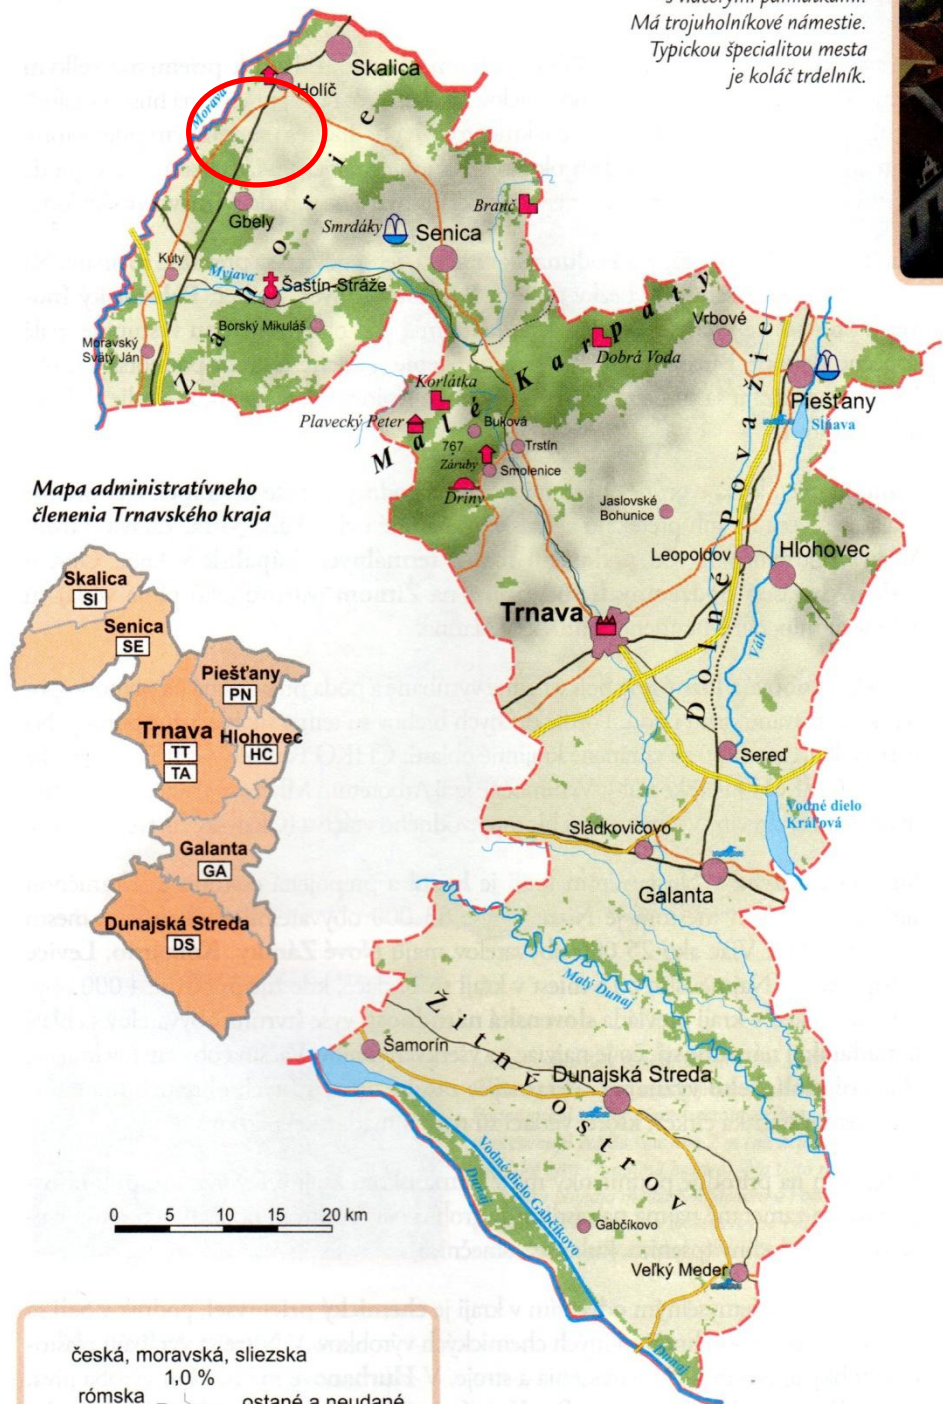 Má trojuholníkové námestie.
Typickou špecialitou mesta
je koláč trdelník.
Skalica
Holíč
Morava
Záhorie
Gbely
Smrdáky
Branč
Senica
Kúty
Myjava
Šaštín-Stráže
Borský Mikuláš
Moravský
Svätý Ján
Malé Karpaty
Vrbové
Dobrá Voda
Piešťany
Sĺňava
Korlátka
Plavecký Peter
Buková
767
Záruby
Trstín
Smolenice
Driny
Jaslovské
Bohunice
Dolné Považie
Leopoldov
Hlohovec
Trnava
Váh
Sereď
Vodné dielo
Kráľová
Sládkovičovo
Galanta
Malý Dunaj
Žitný ostrov
Šamorín
Dunajská Streda
Vodné dielo Gabčíkovo
Dunaj
Gabčíkovo
Veľký Meder
Dunaj
Mapa administratívneho
členenia Trnavského kraja
Skalica
SI
Senica
SE
Piešťany
PN
Trnava
TT
TA
Hlohovec
HC
Galanta
GA
Dunajská Streda
DS
0 5 10 15 20 km
česká, moravská, sliezska
1,0 %
rómska
ostané a neudané